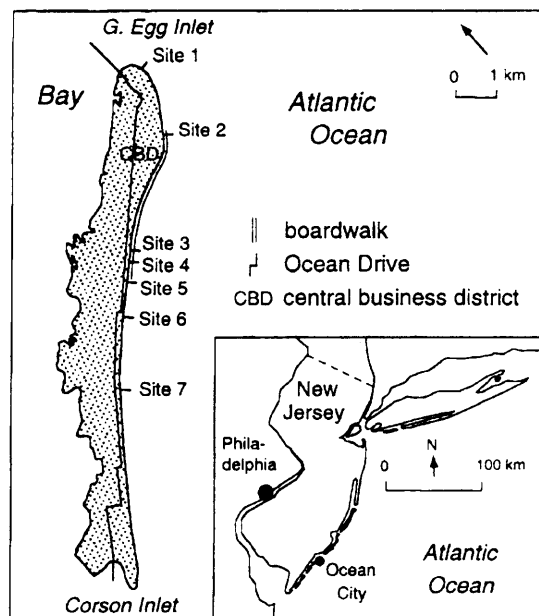 G. Egg Inlet
Site 1
Bay
Atlantic
Ocean
0 1 km
Site 2
CBD
boardwalk
Ocean Drive
CBD central business district
Site 3
Site 4
Site 5
Site 6
Site 7
Corson Inlet
New
Jersey
Phila-
delphia
N
0 100 km
Ocean
City
Atlantic
Ocean